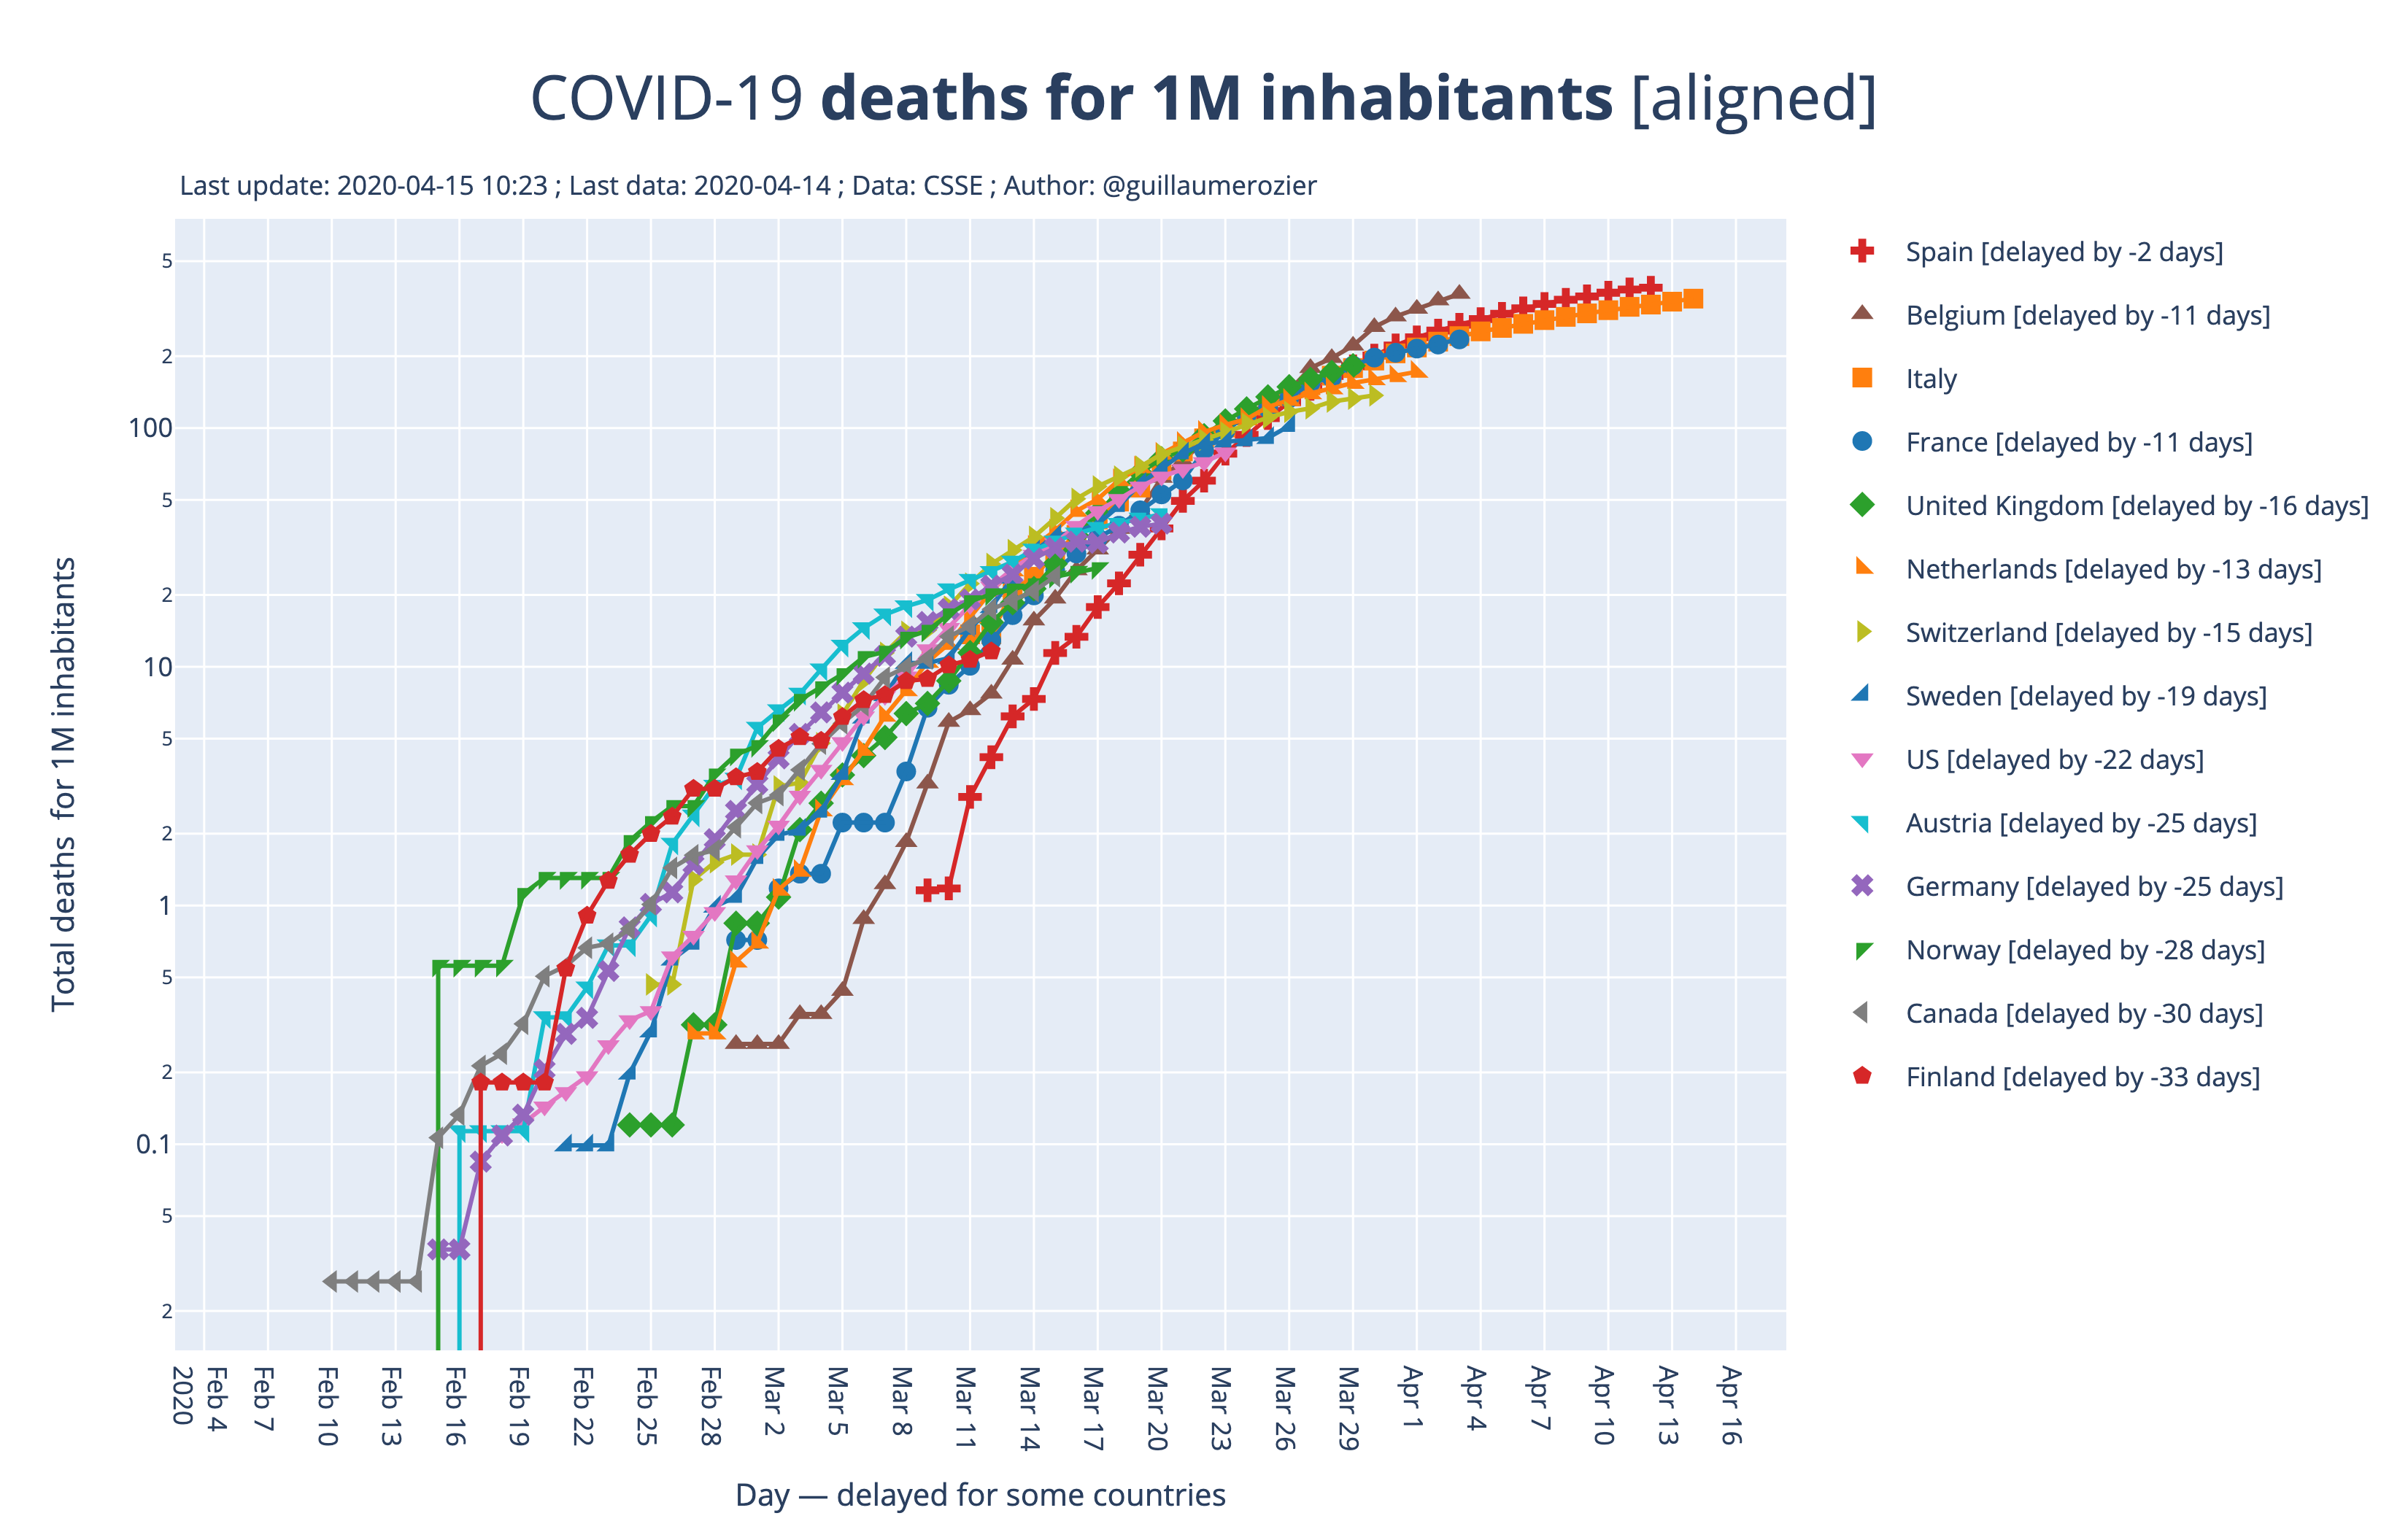 COVID-19 deaths for 1M inhabitants [aligned]
Last update: 2020-04-15 10:23 ; Last data: 2020-04-14 ; Data: CSSE ; Author: @guillaumerozier
Total deaths for 1M inhabitants
5
2
100
5
2
10
5
2
1
5
2
0.1
5
2
Feb 4
2020
Feb 7
Feb 10
Feb 13
Feb 16
Feb 19
Feb 22
Feb 25
Feb 28
Mar 2
Mar 5
Mar 8
Mar 11
Mar 14
Mar 17
Mar 20
Mar 23
Mar 26
Mar 29
Apr 1
Apr 4
Apr 7
Apr 10
Apr 13
Apr 16
Day — delayed for some countries
Spain [delayed by -2 days]
Belgium [delayed by -11 days]
Italy
France [delayed by -11 days]
United Kingdom [delayed by -16 days]
Netherlands [delayed by -13 days]
Switzerland [delayed by -15 days]
Sweden [delayed by -19 days]
US [delayed by -22 days]
Austria [delayed by -25 days]
Germany [delayed by -25 days]
Norway [delayed by -28 days]
Canada [delayed by -30 days]
Finland [delayed by -33 days]